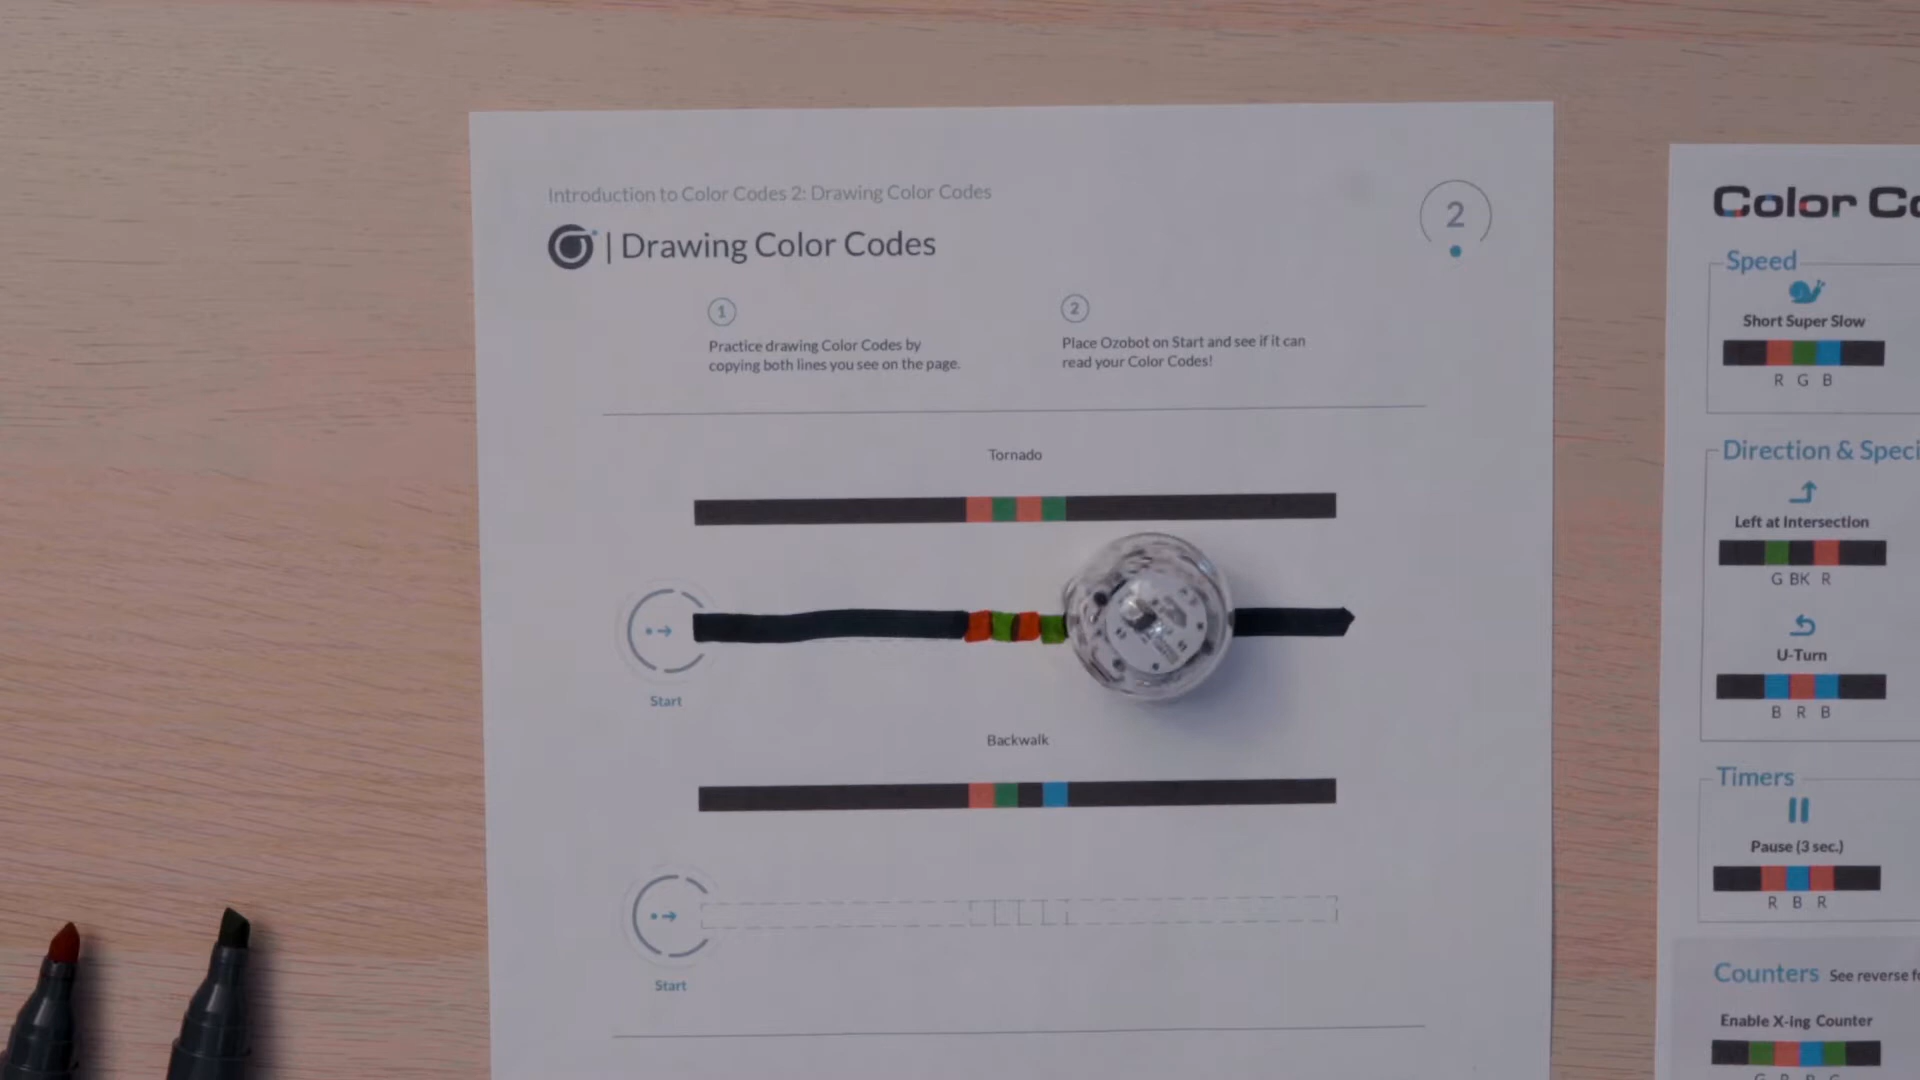 Introduction to Color Codes 2: Drawing Color Codes
| Drawing Color Codes
2
1
Practice drawing Color Codes by
copying both lines you see on the page.
2
Place Ozobot on Start and see if it can
read your Color Codes!
Tornado
Start
Backwalk
Start
Color
Speed
Short Super Slow
R G B
Direction &
Left at Intersection
G BK R
U-Turn
B R B
Timers
Pause (3 sec.)
R B R
Counters See reverse
Enable X-ing Counter